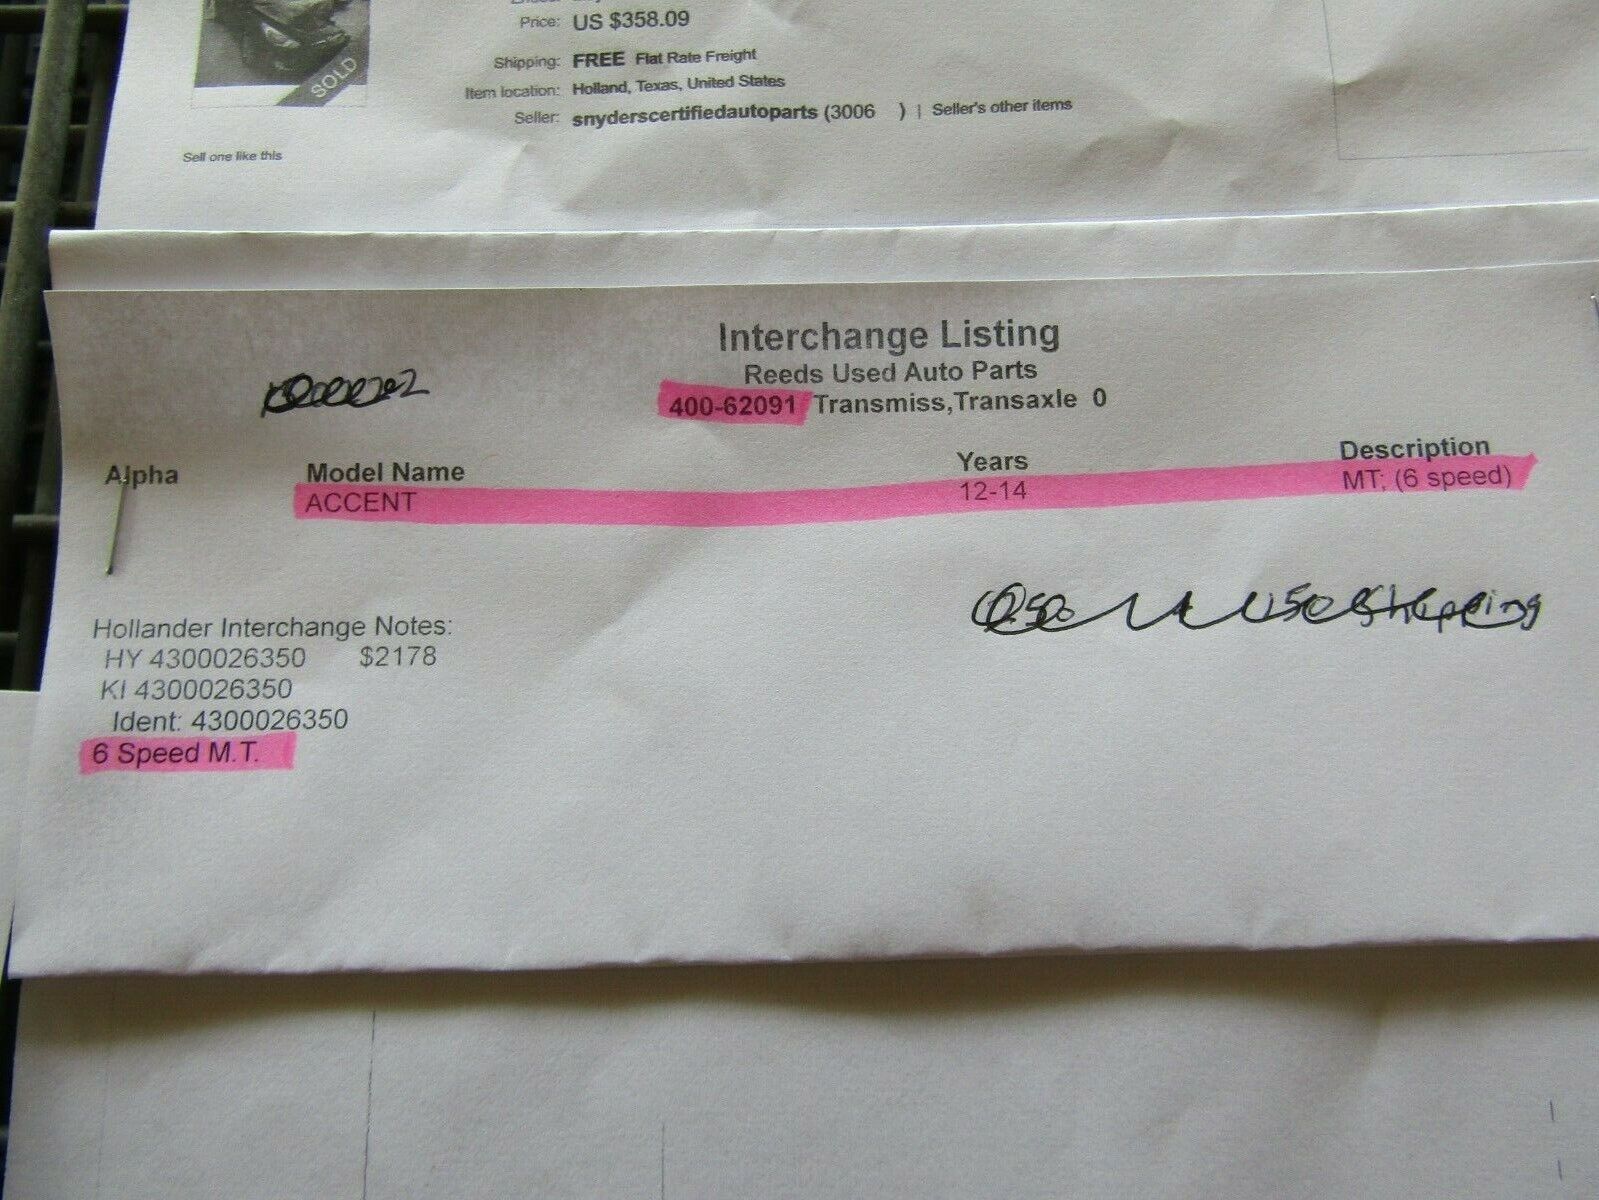 Price: US $358.09
Shipping: FREE Flat Rate Freight
Item location: Holland, Texas, United States
Seller: snyderscertifiedautoparts (3006 ) | Seller's other items
SOLD
Sell one like this
Interchange Listing
Reeds Used Auto Parts
400-62091 Transmiss,Transaxle 0
Alpha Model Name Years Description
ACCENT 12-14 MT; (6 speed)
shipping
Hollander Interchange Notes:
HY 4300026350 $2178
KI 4300026350
Ident: 4300026350
6 Speed M.T.